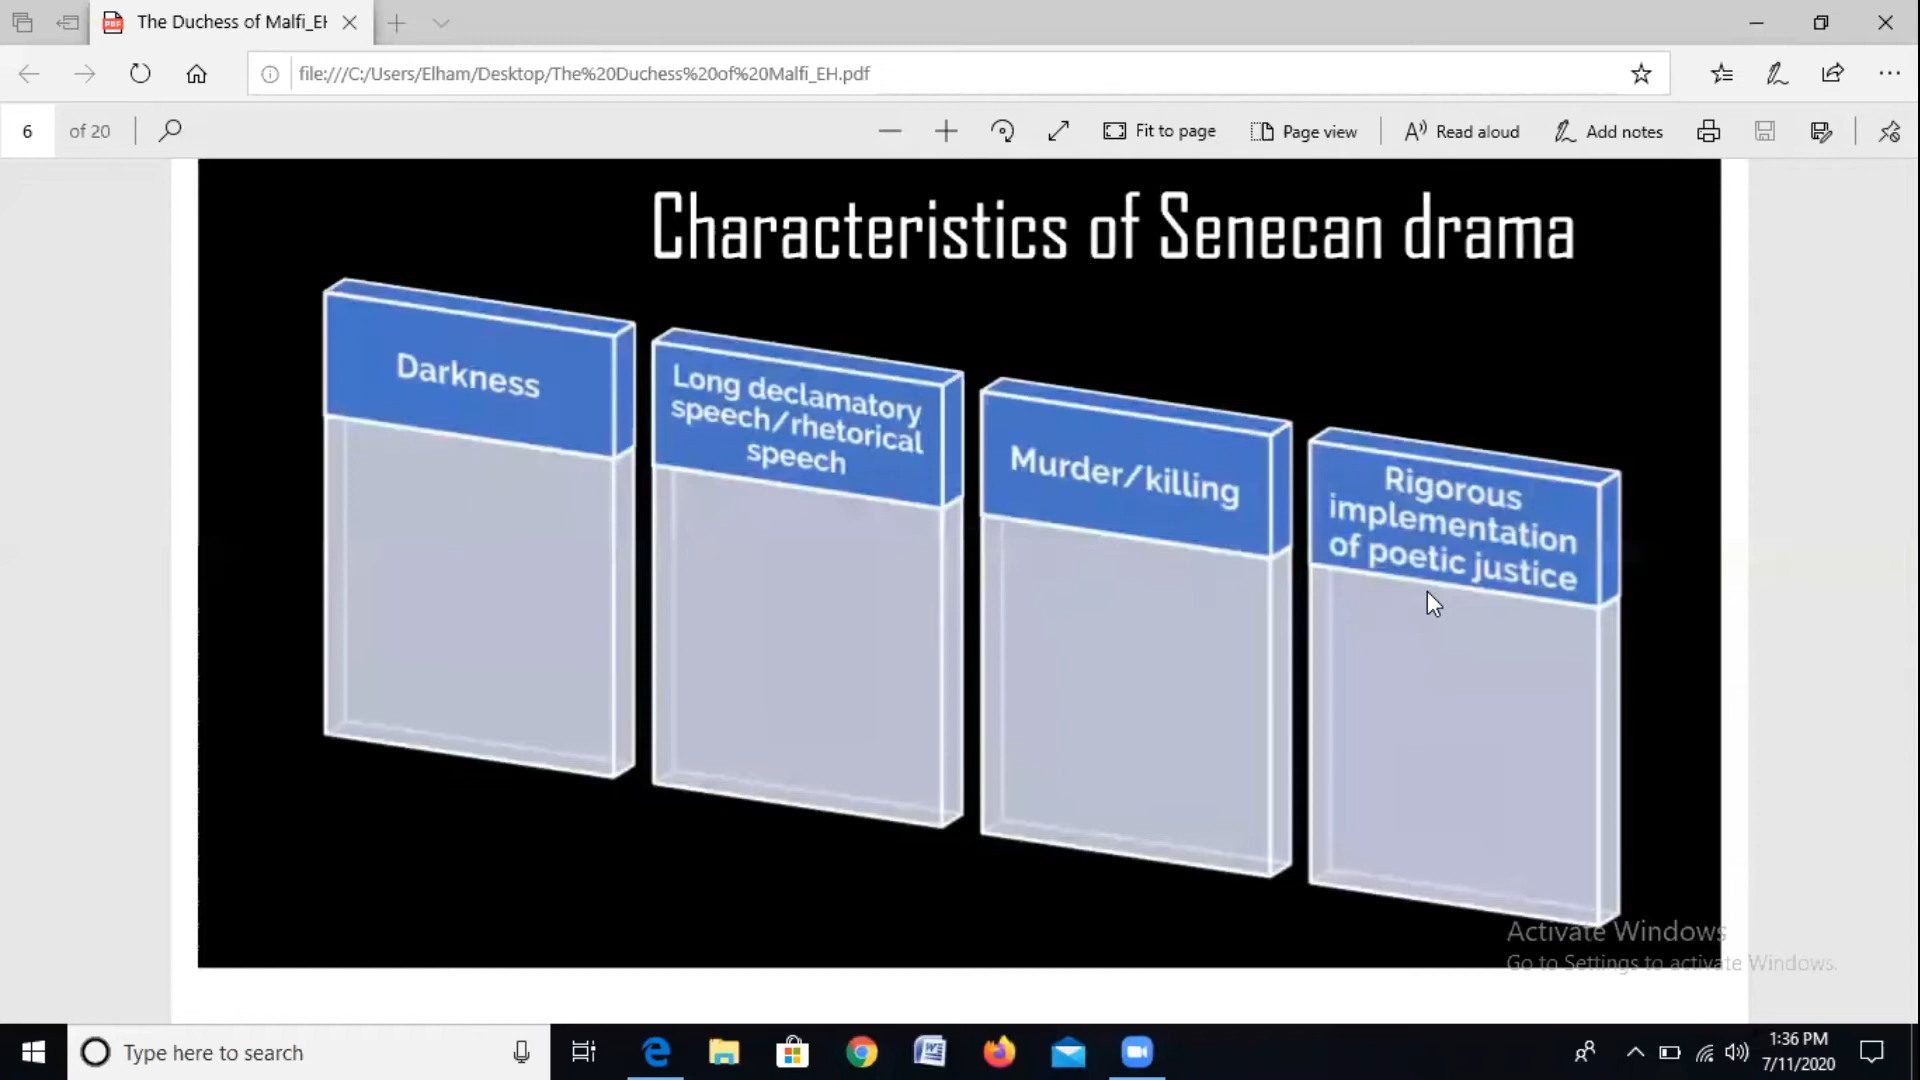 The Duchess of Malfi_EH
file:///C:/Users/Elham/Desktop/The%20Duchess%20of%20Malfi_EH.pdf
6 of 20
Fit to page
Page view
Read aloud
Add notes
Characteristics of Senecan drama
Darkness
Long declamatory
speech/rhetorical
speech
Murder/killing
Rigorous
implementation
of poetic justice
Activate Windows
Go to Settings to activate Windows.
Type here to search
1:36 PM
7/11/2020